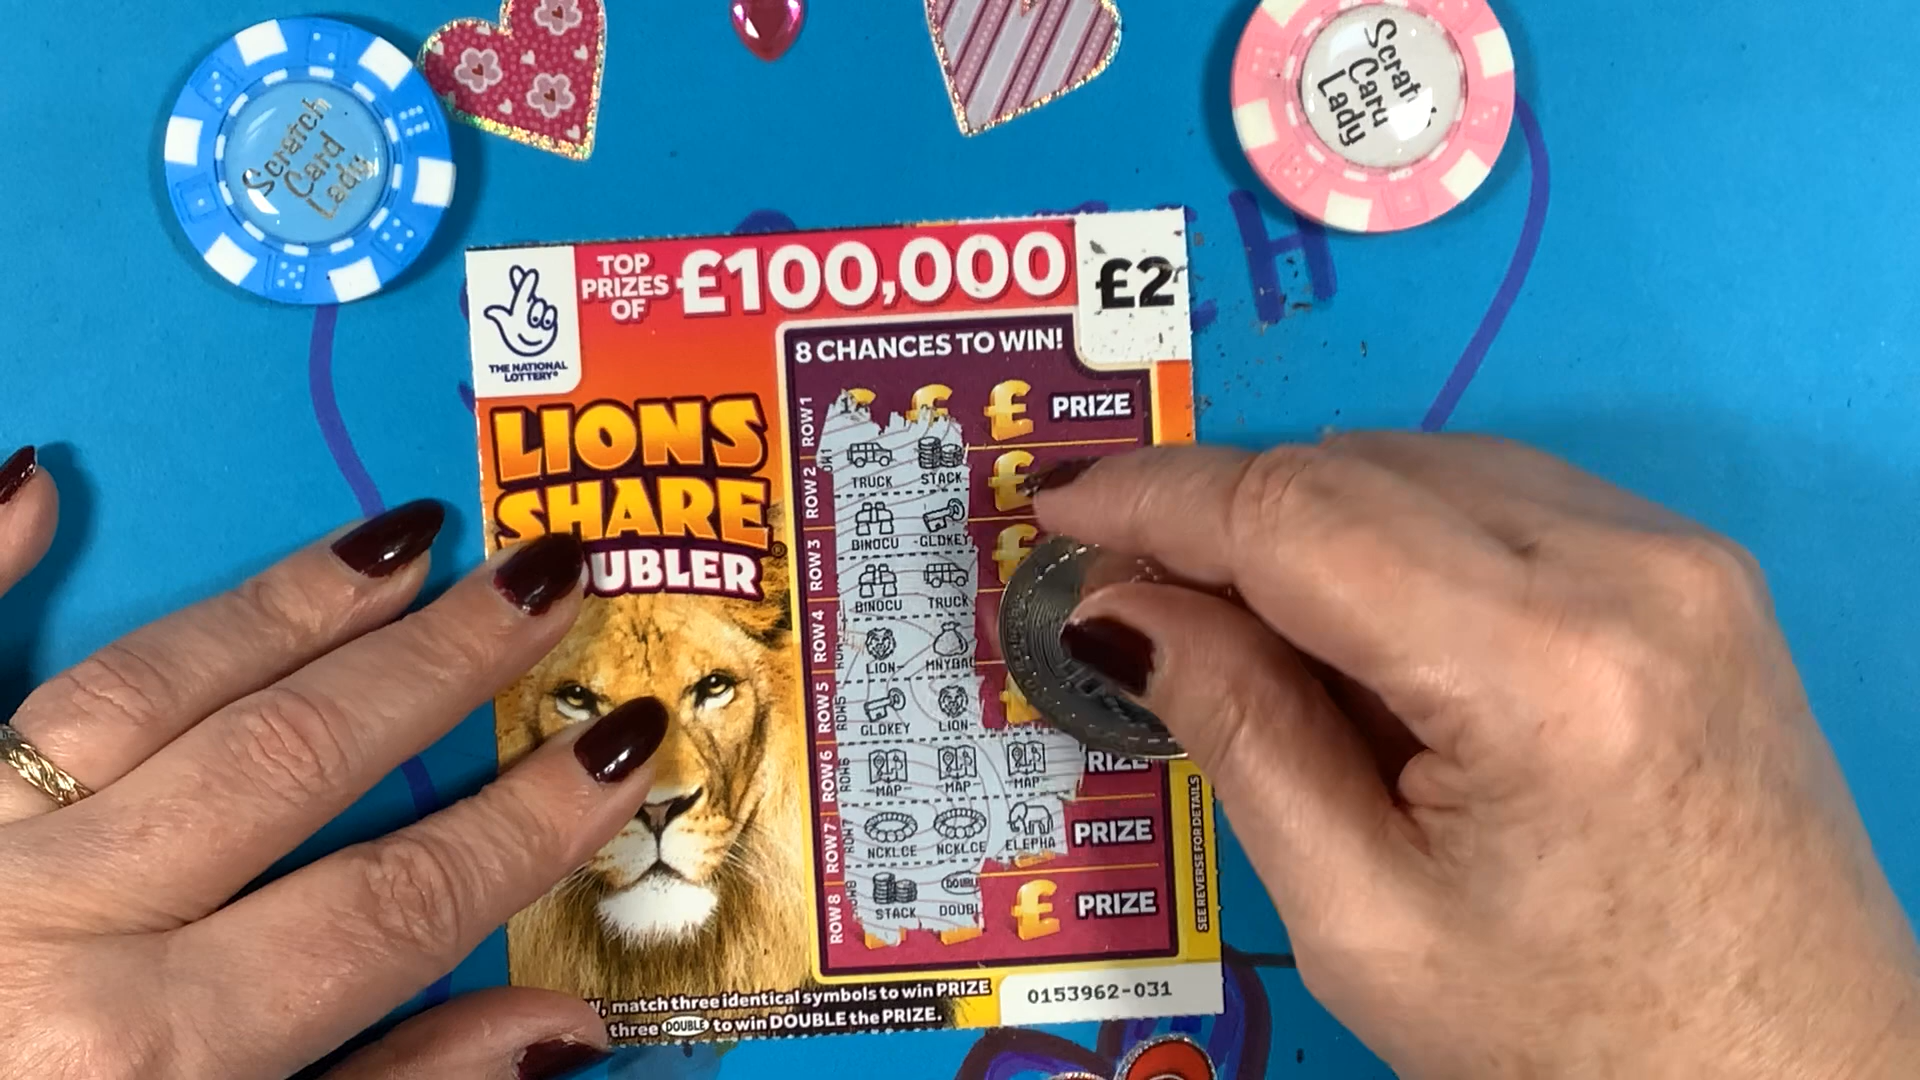 Scratch
Card
Lady
Card
Lady
TOP
PRIZES
OF
£100,000
£2
THE NATIONAL
LOTTERY®
8 CHANCES TO WIN!
LIONS
SHARE®
UBLER
ROW 1 £ £ PRIZE
ROW 2 TRUCK STACK £
ROW 3 BINOCU GLDKEY £
ROW 4 BINOCU TRUCK
ROW 5 LION MNYBAG
GLDKEY LION
ROW 6 ROW6 MAP MAP MAP
ROW 7 ROW7 NCKLCE NCKLCE ELEPHA PRIZE
ROW 8 STACK DOUBL £ PRIZE
SEE REVERSE FOR DETAILS
, match three identical symbols to win PRIZE
three DOUBLE to win DOUBLE the PRIZE.
0153962-031